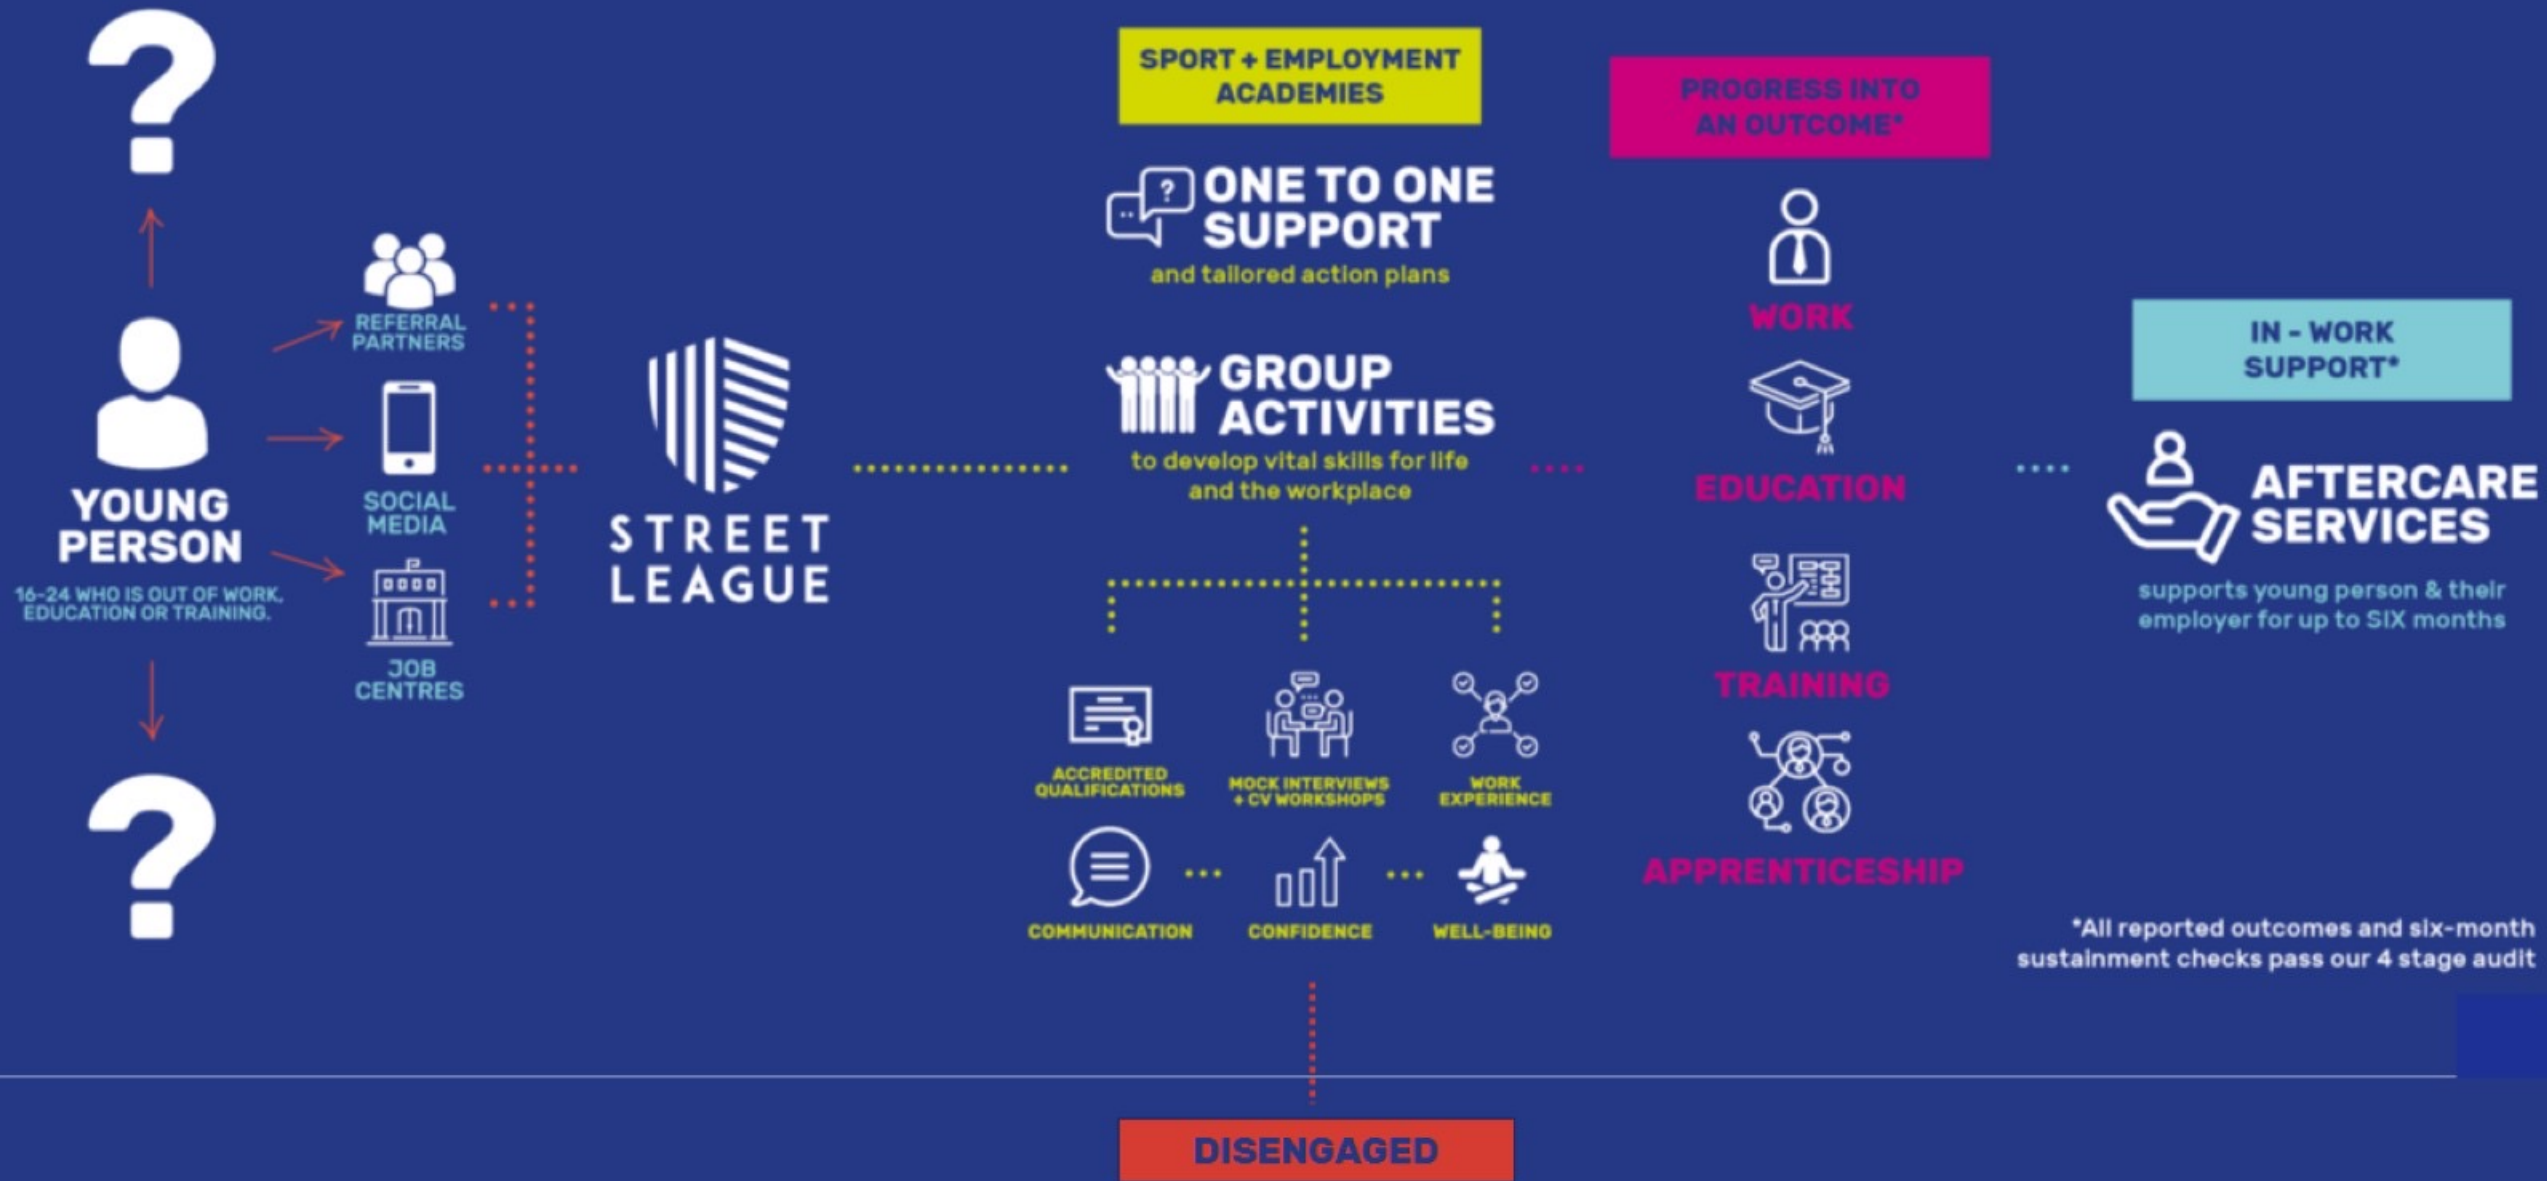 ?
YOUNG
PERSON
16-24 WHO IS OUT OF WORK,
EDUCATION OR TRAINING.
?
REFERRAL
PARTNERS
SOCIAL
MEDIA
JOB
CENTRES
STREET
LEAGUE
SPORT + EMPLOYMENT
ACADEMIES
?
ONE TO ONE
SUPPORT
and tailored action plans
GROUP
ACTIVITIES
to develop vital skills for life
and the workplace
ACCREDITED
QUALIFICATIONS
MOCK INTERVIEWS
+ CV WORKSHOPS
WORK
EXPERIENCE
COMMUNICATION
CONFIDENCE
WELL-BEING
DISENGAGED
PROGRESS INTO
AN OUTCOME*
WORK
EDUCATION
TRAINING
APPRENTICESHIP
IN - WORK
SUPPORT*
AFTERCARE
SERVICES
supports young person & their
employer for up to SIX months
*All reported outcomes and six-month
sustainment checks pass our 4 stage audit